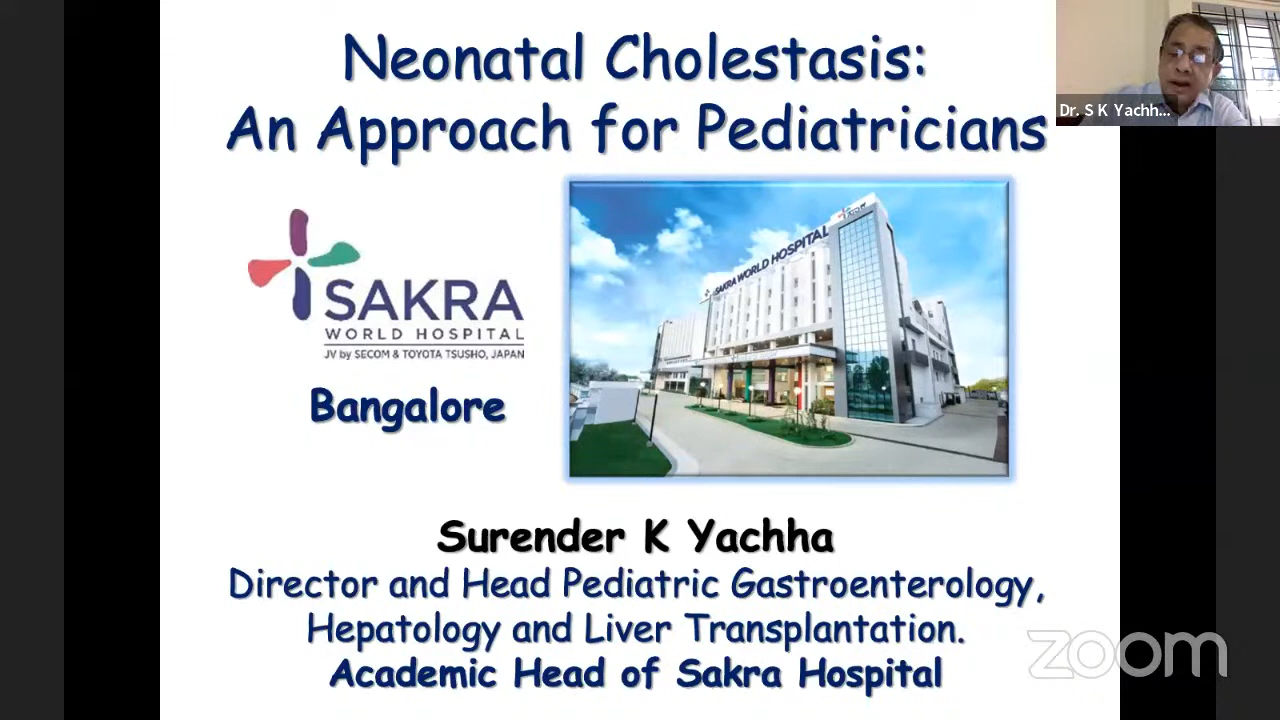 Neonatal Cholestasis:
An Approach for Pediatricians
Dr. S K Yachh...
SAKRA
WORLD HOSPITAL
JV by SECOM & TOYOTA TSUSHO, JAPAN
SAKRA WORLD HOSPITAL
Bangalore
Surender K Yachha
Director and Head Pediatric Gastroenterology,
Hepatology and Liver Transplantation.
Academic Head of Sakra Hospital
zoom